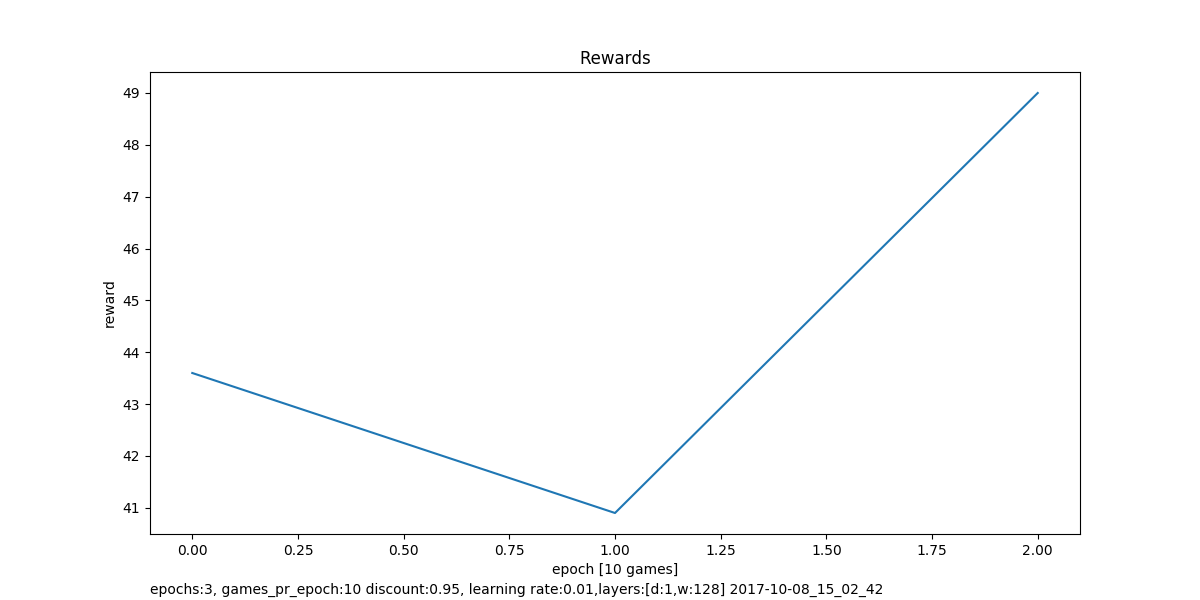 Rewards
49
48
47
46
45
44
43
42
41
reward
0.00 0.25 0.50 0.75 1.00 1.25 1.50 1.75 2.00
epoch [10 games]
epochs:3, games_pr_epoch:10 discount:0.95, learning rate:0.01,layers:[d:1,w:128] 2017-10-08_15_02_42